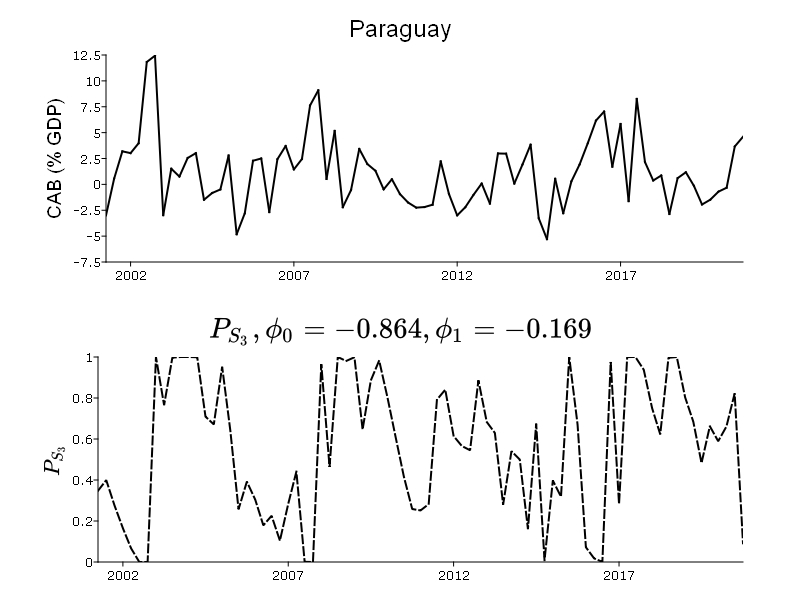 Paraguay
CAB (% GDP)
12.5
10
7.5
5
2.5
0
−2.5
−5
−7.5
2002 2007 2012 2017
P_{S_3}, ϕ_0 = −0.864, ϕ_1 = −0.169
P_{S_3}
1
0.8
0.6
0.4
0.2
0
2002 2007 2012 2017